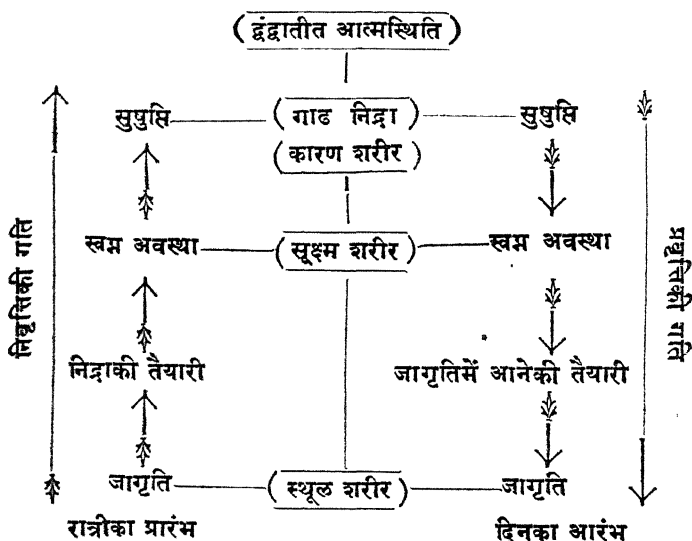 (द्वंद्वातीत आत्मस्थिति)
सुषुप्ति
(गाढ निद्रा)
सुषुप्ति
(कारण शरीर)
स्वप्न अवस्था
(सूक्ष्म शरीर)
स्वप्न अवस्था
निवृत्तिकी गति
प्रवृत्तिकी गति
निद्राकी तैयारी
जागृतिमें आनेकी तैयारी
जागृति
(स्थूल शरीर)
जागृति
रात्रीका प्रारंभ
दिनका आरंभ